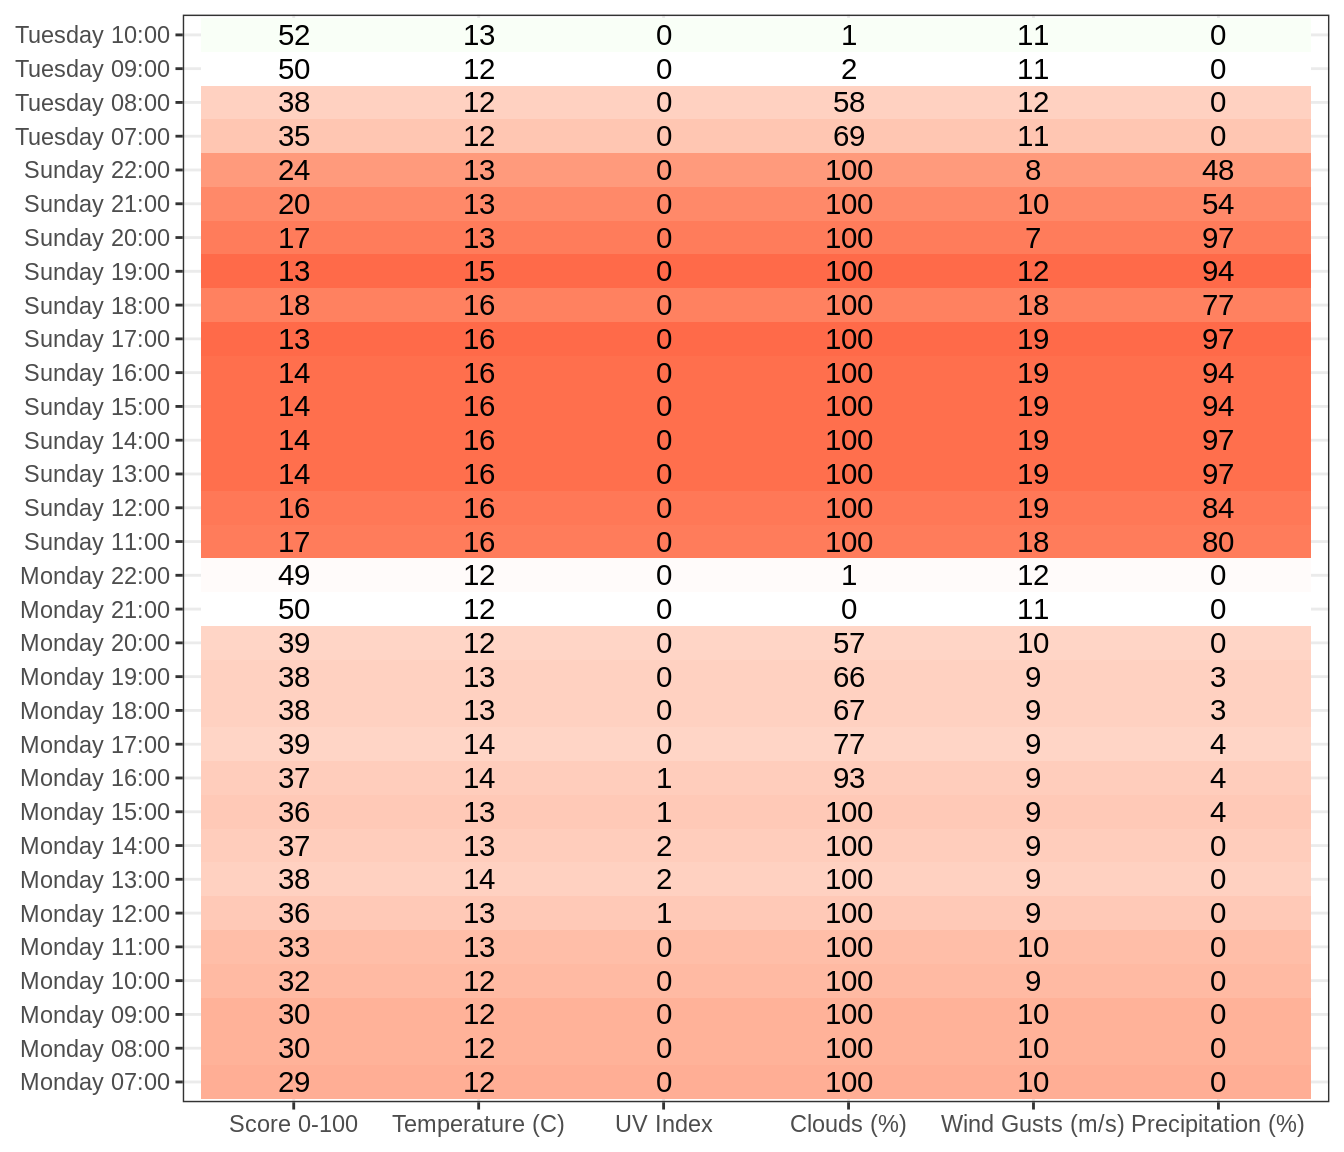 Tuesday 10:00 52 13 0 1 11 0
Tuesday 09:00 50 12 0 2 11 0
Tuesday 08:00 38 12 0 58 12 0
Tuesday 07:00 35 12 0 69 11 0
Sunday 22:00 24 13 0 100 8 48
Sunday 21:00 20 13 0 100 10 54
Sunday 20:00 17 13 0 100 7 97
Sunday 19:00 13 15 0 100 12 94
Sunday 18:00 18 16 0 100 18 77
Sunday 17:00 13 16 0 100 19 97
Sunday 16:00 14 16 0 100 19 94
Sunday 15:00 14 16 0 100 19 94
Sunday 14:00 14 16 0 100 19 97
Sunday 13:00 14 16 0 100 19 97
Sunday 12:00 16 16 0 100 19 84
Sunday 11:00 17 16 0 100 18 80
Monday 22:00 49 12 0 1 12 0
Monday 21:00 50 12 0 0 11 0
Monday 20:00 39 12 0 57 10 0
Monday 19:00 38 13 0 66 9 3
Monday 18:00 38 13 0 67 9 3
Monday 17:00 39 14 0 77 9 4
Monday 16:00 37 14 1 93 9 4
Monday 15:00 36 13 1 100 9 4
Monday 14:00 37 13 2 100 9 0
Monday 13:00 38 14 2 100 9 0
Monday 12:00 36 13 1 100 9 0
Monday 11:00 33 13 0 100 10 0
Monday 10:00 32 12 0 100 9 0
Monday 09:00 30 12 0 100 10 0
Monday 08:00 30 12 0 100 10 0
Monday 07:00 29 12 0 100 10 0
Score 0-100 Temperature (C) UV Index Clouds (%) Wind Gusts (m/s) Precipitation (%)